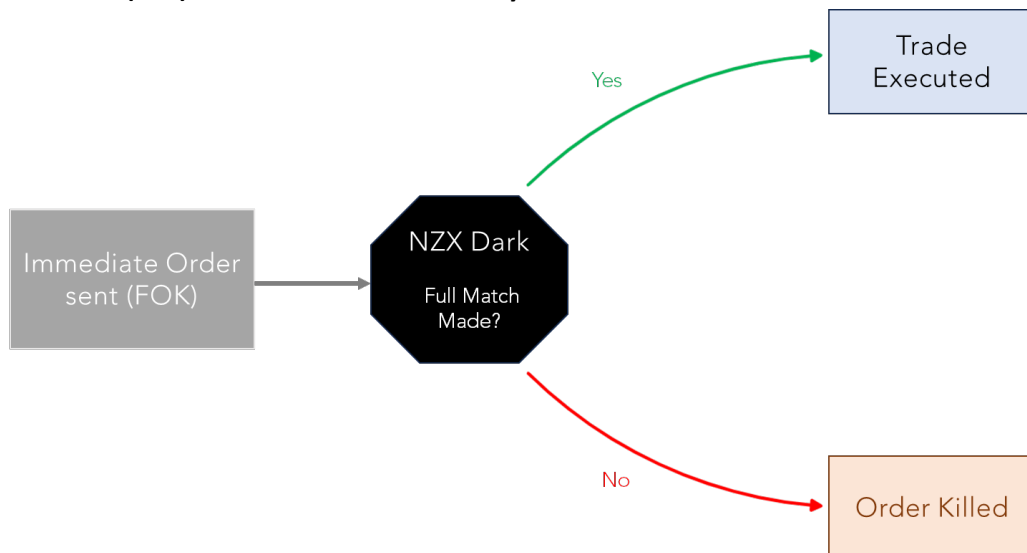 Yes
Trade
Executed
Immediate Order
sent (FOK)
NZX Dark
Full Match
Made?
No
Order Killed